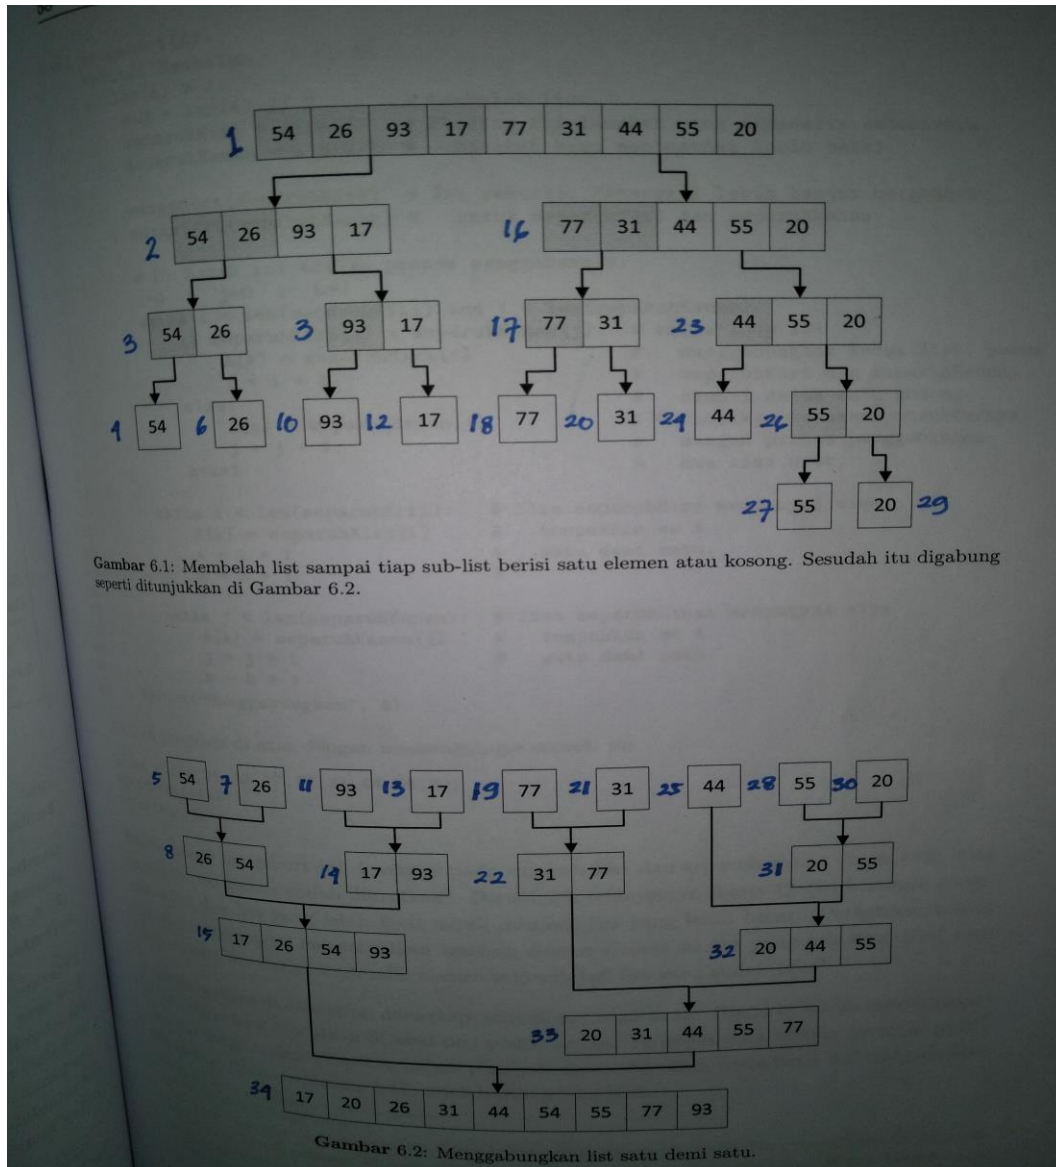 1 54 26 93 17 77 31 44 55 20
2 54 26 93 17 16 77 31 44 55 20
3 54 26 3 93 17 17 77 31 23 44 55 20
4 54 6 26 10 93 12 17 18 77 20 31 24 44 26 55 20
27 55 20 29
Gambar 6.1: Membelah list sampai tiap sub-list berisi satu elemen atau kosong. Sesudah itu digabung
seperti ditunjukkan di Gambar 6.2.
5 54 7 26 11 93 13 17 19 77 21 31 25 44 28 55 30 20
8 26 54 14 17 93 22 31 77 31 20 55
15 17 26 54 93 32 20 44 55
33 20 31 44 55 77
34 17 20 26 31 44 54 55 77 93
Gambar 6.2: Menggabungkan list satu demi satu.